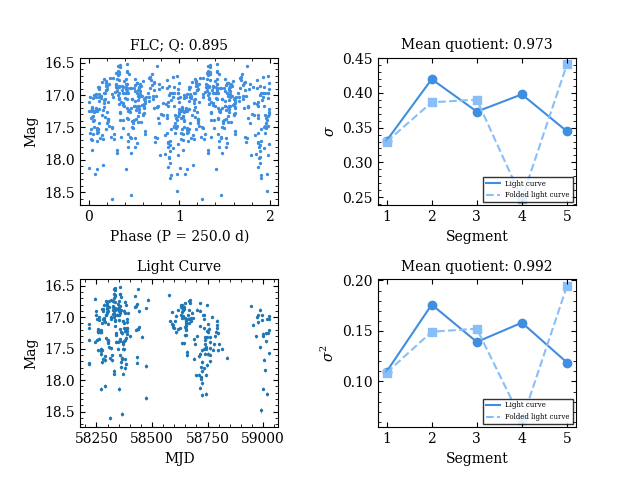 FLC; Q: 0.895
16.5
17.0
17.5
18.0
18.5
Mag
0
1
2
Phase (P = 250.0 d)
Mean quotient: 0.973
0.45
0.40
0.35
0.30
0.25
σ
Light curve
Folded light curve
1
2
3
4
5
Segment
Light Curve
16.5
17.0
17.5
18.0
18.5
Mag
58250
58500
58750
59000
MJD
Mean quotient: 0.992
0.20
0.15
0.10
σ²
Light curve
Folded light curve
1
2
3
4
5
Segment